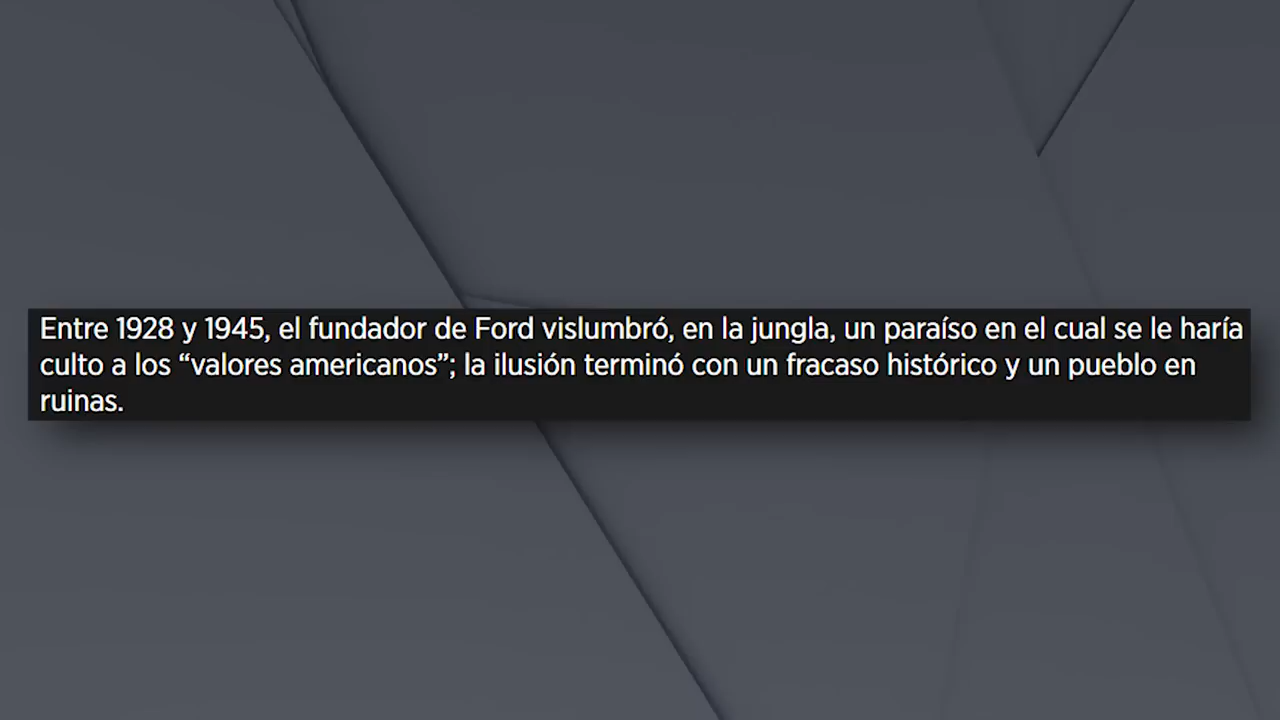 Entre 1928 y 1945, el fundador de Ford vislumbró, en la jungla, un paraíso en el cual se le haría
culto a los “valores americanos”; la ilusión terminó con un fracaso histórico y un pueblo en
ruinas.